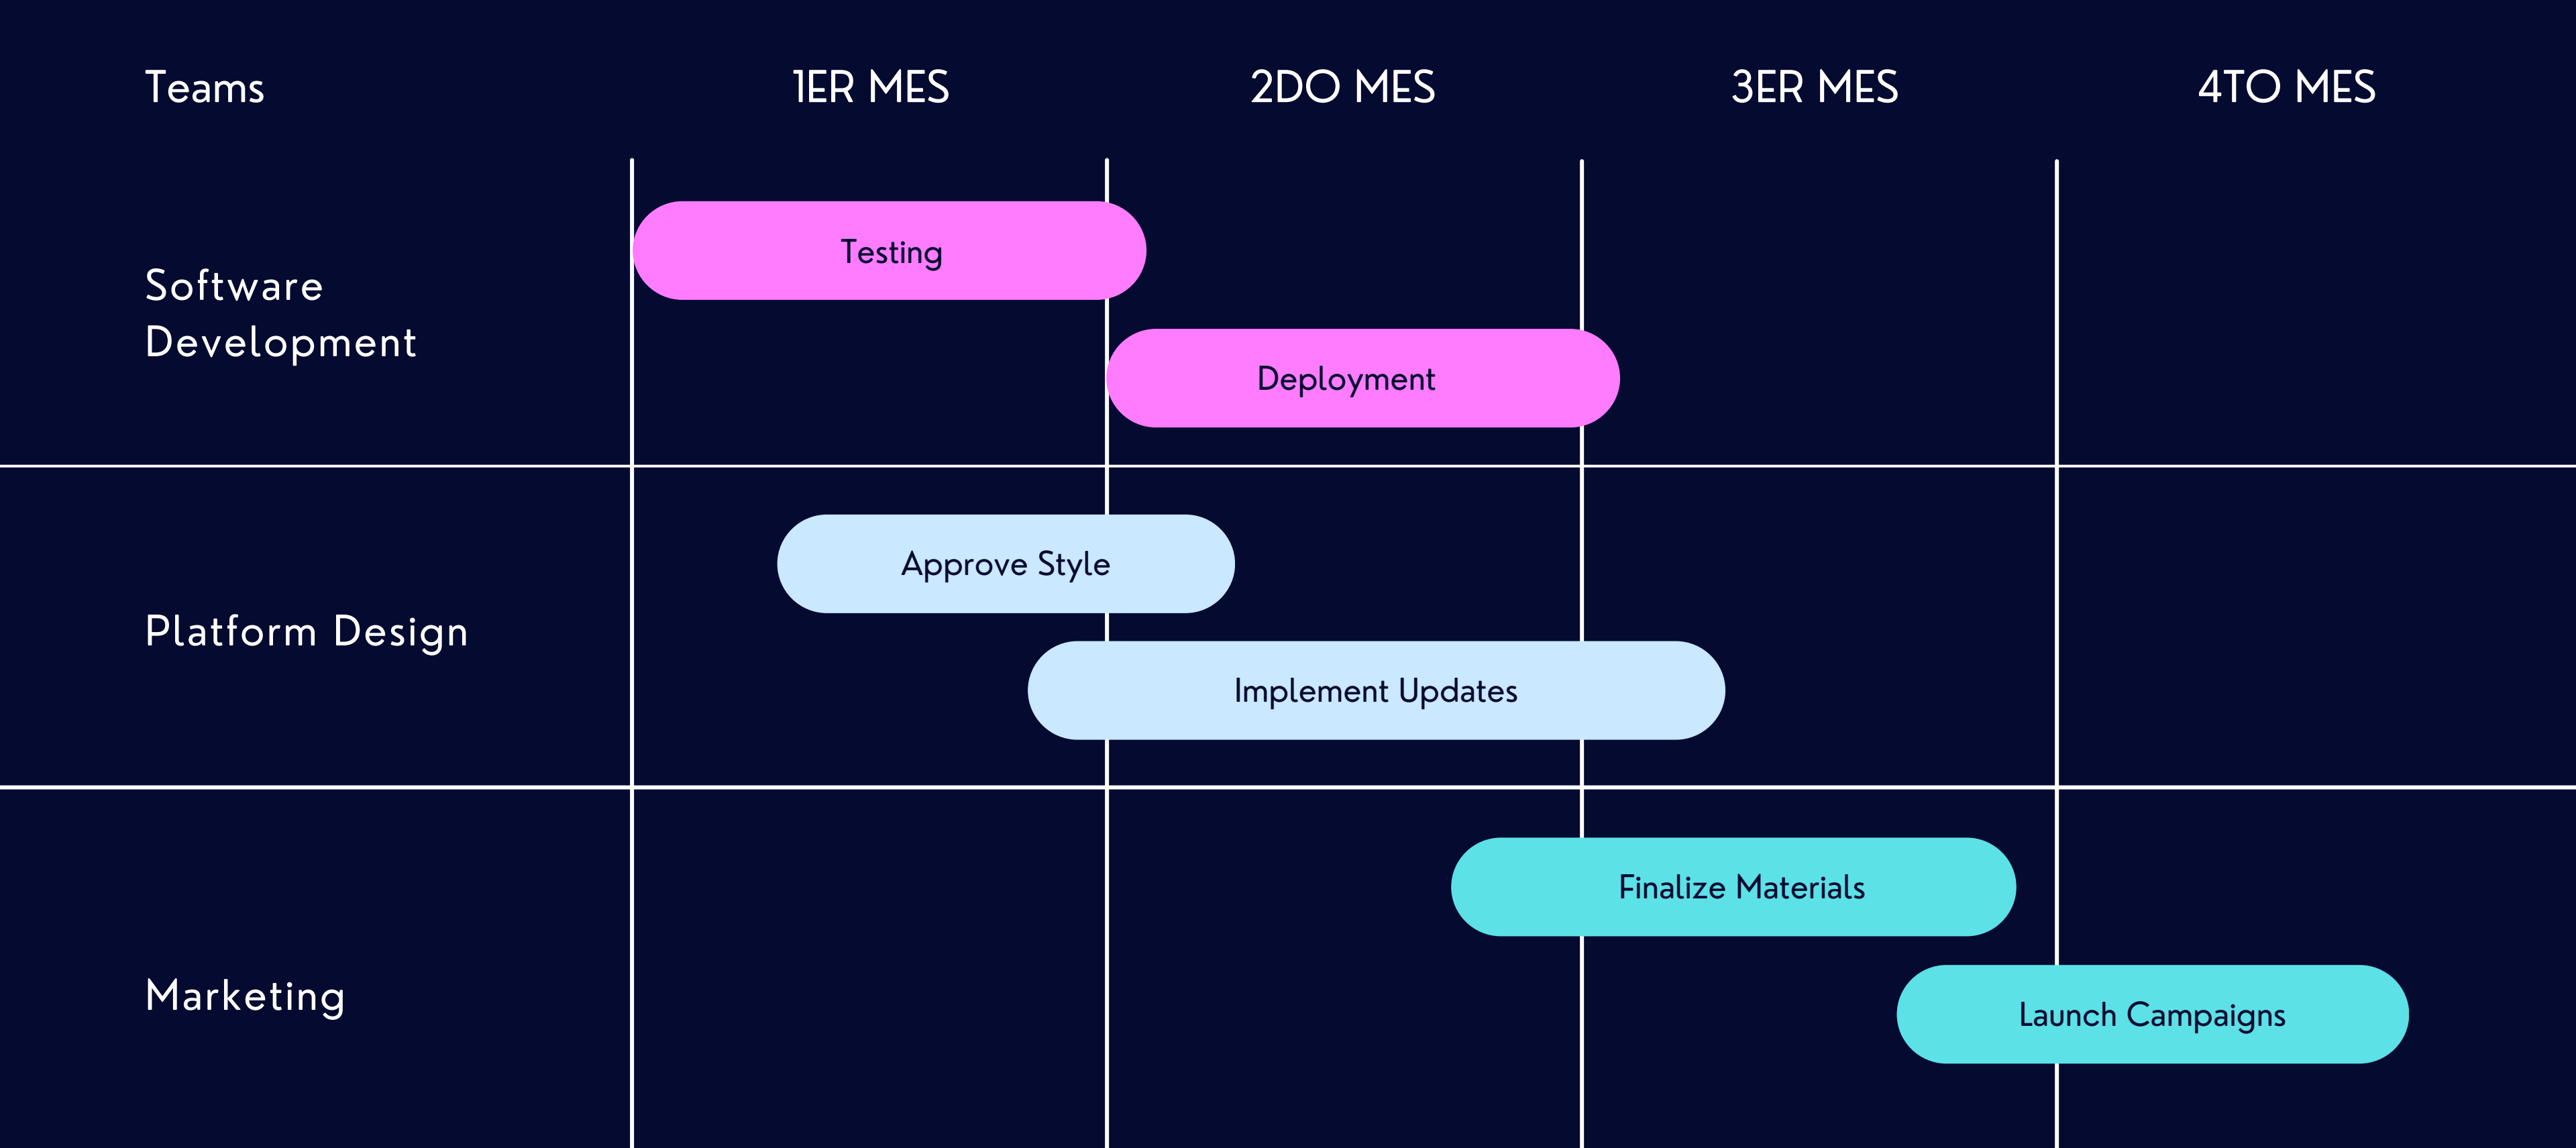 Teams
1ER MES
2DO MES
3ER MES
4TO MES
Software
Development
Testing
Deployment
Platform Design
Approve Style
Implement Updates
Marketing
Finalize Materials
Launch Campaigns